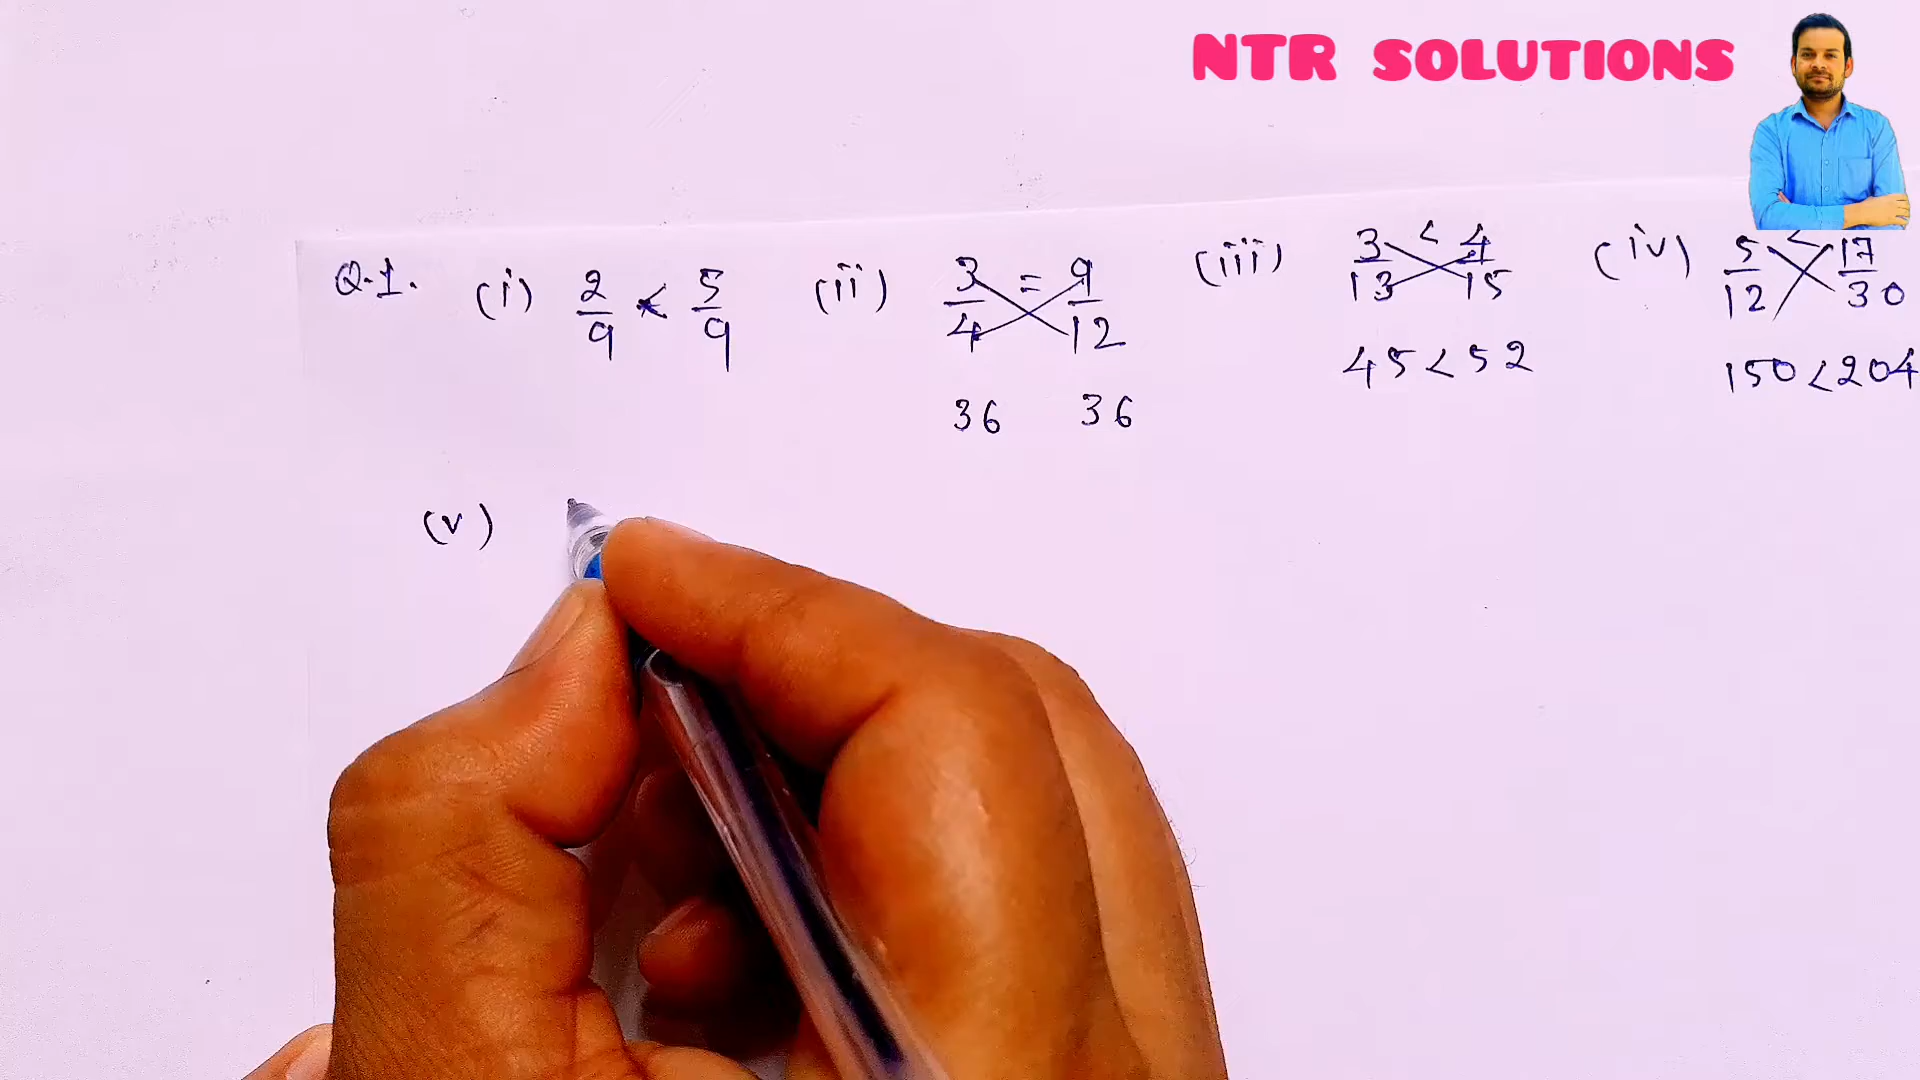 NTR SOLUTIONS
Q.1. (i) 2/9 < 5/9 (ii) 3/4 = 9/12 (iii) 3/13 < 4/15 (iv) 5/12 < 17/30
36 36 45 < 52 150 < 204
(v)